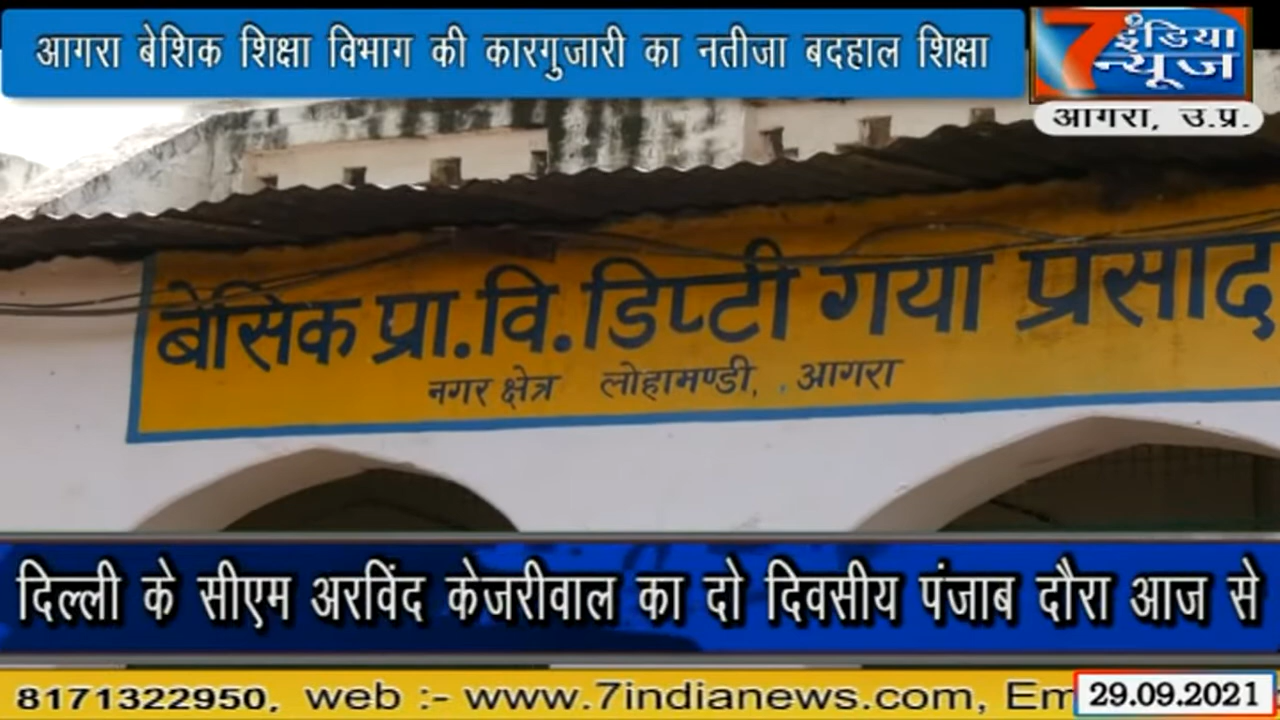 आगरा बेशिक शिक्षा विभाग की कारगुजारी का नतीजा बदहाल शिक्षा
7 इंडिया
न्यूज
आगरा, उ.प्र.
बेसिक प्रा.वि.डिप्टी गया प्रसाद
नगर क्षेत्र लोहामण्डी, आगरा
दिल्ली के सीएम अरविंद केजरीवाल का दो दिवसीय पंजाब दौरा आज से
8171322950, web :- www.7indianews.com, Em
29.09.2021